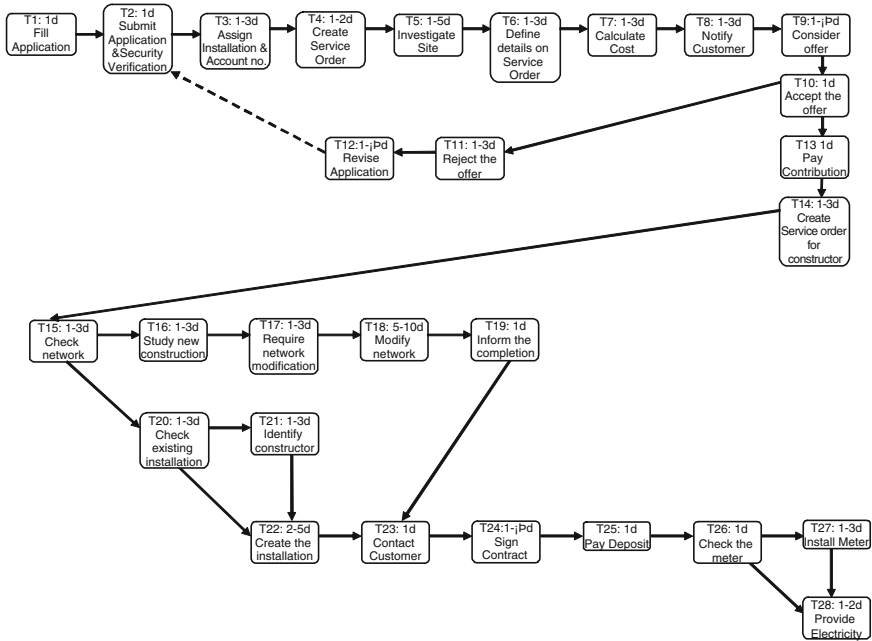 T1: 1d
Fill
Application
T2: 1d
Submit
Application
&Security
Verification
T3: 1-3d
Assign
Installation &
Account no.
T4: 1-2d
Create
Service
Order
T5: 1-5d
Investigate
Site
T6: 1-3d
Define
details on
Service
Order
T7: 1-3d
Calculate
Cost
T8: 1-3d
Notify
Customer
T9:1-¡Þd
Consider
offer
T10: 1d
Accept the
offer
T12:1-¡Þd
Revise
Application
T11: 1-3d
Reject the
offer
T13 1d
Pay
Contribution
T14: 1-3d
Create
Service order
for
constructor
T15: 1-3d
Check
network
T16: 1-3d
Study new
construction
T17: 1-3d
Require
network
modification
T18: 5-10d
Modify
network
T19: 1d
Inform the
completion
T20: 1-3d
Check
existing
installation
T21: 1-3d
Identify
constructor
T22: 2-5d
Create the
installation
T23: 1d
Contact
Customer
T24:1-¡Þd
Sign
Contract
T25: 1d
Pay Deposit
T26: 1d
Check the
meter
T27: 1-3d
Install Meter
T28: 1-2d
Provide
Electricity